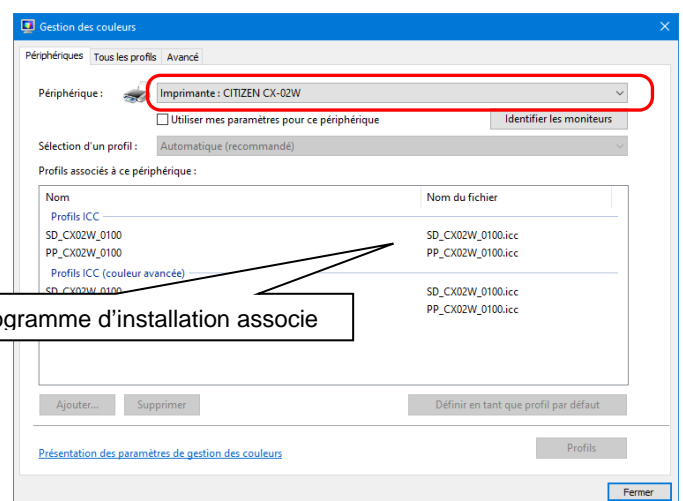 Gestion des couleurs
Périphériques Tous les profils Avancé
Périphérique : Imprimante : CITIZEN CX-02W
Utiliser mes paramètres pour ce périphérique Identifier les moniteurs
Sélection d'un profil : Automatique (recommandé)
Profils associés à ce périphérique :
Nom Nom du fichier
Profils ICC
SD_CX02W_0100 SD_CX02W_0100.icc
PP_CX02W_0100 PP_CX02W_0100.icc
Profils ICC (couleur avancée)
SD_CX02W_0100 SD_CX02W_0100.icc
PP_CX02W_0100.icc
ogramme d'installation associe
Ajouter... Supprimer Définir en tant que profil par défaut
Présentation des paramètres de gestion des couleurs Profils
Fermer